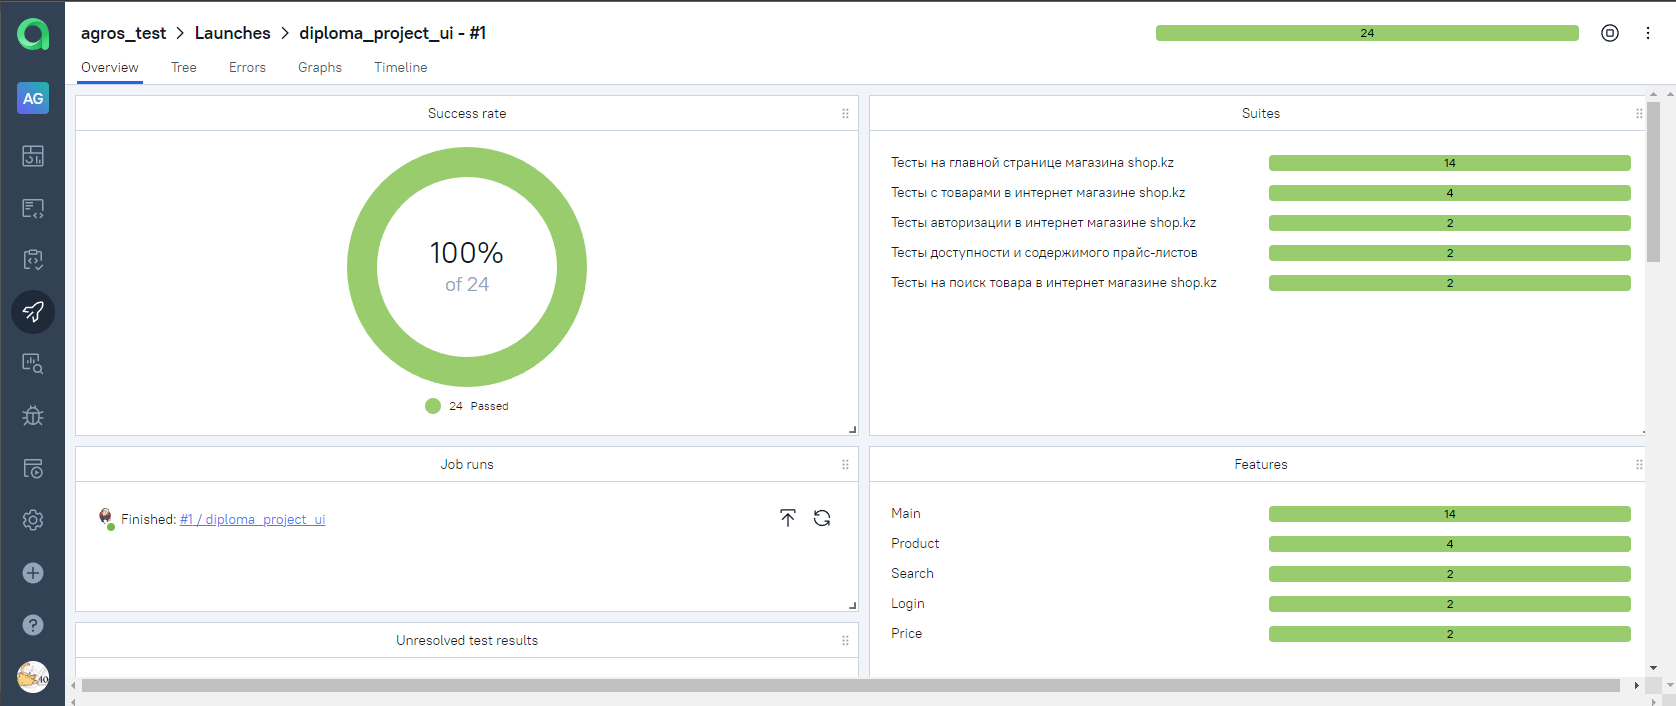 agros_test > Launches > diploma_project_ui - #1
24
AG
Overview Tree Errors Graphs Timeline
Success rate
100%
of 24
24 Passed
Suites
Тесты на главной странице магазина shop.kz 14
Тесты с товарами в интернет магазине shop.kz 4
Тесты авторизации в интернет магазине shop.kz 2
Тесты доступности и содержимого прайс-листов 2
Тесты на поиск товара в интернет магазине shop.kz 2
Job runs
Finished: #1 / diploma_project_ui
Features
Main 14
Product 4
Search 2
Login 2
Price 2
Unresolved test results
40